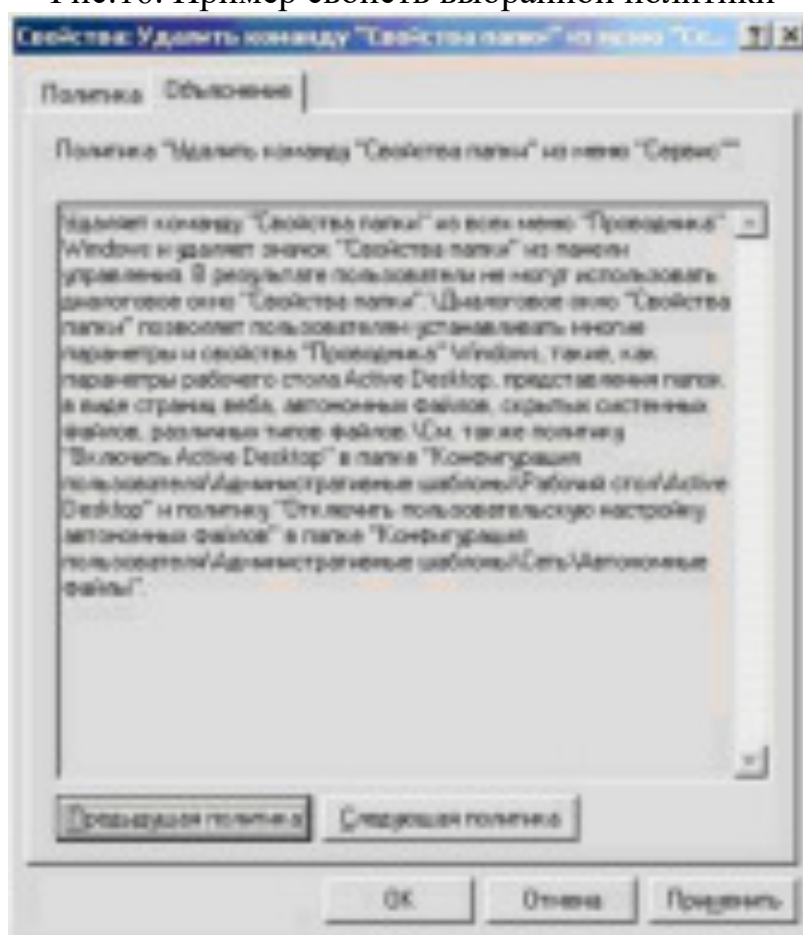 Рис.10. Пример свойств выбранной политики
Свойства: Удалить команду "Свойства папки" из меню "Се...
Политика Объяснение
Политика "Удалить команду "Свойства папки" из меню "Сервис""
Удаляет команду "Свойства папки" из всех меню "Проводника"
Windows и удаляет значок "Свойства папки" из панели
управления. В результате пользователи не могут использовать
диалоговое окно "Свойства папки".\Диалоговое окно "Свойства
папки" позволяет пользователям устанавливать многие
параметры и свойства "Проводника" Windows, такие, как
параметры рабочего стола Active Desktop, представления папок
в виде страниц веба, автономных файлов, скрытых системных
файлов, различных типов файлов.\См. также политику
"Включить Active Desktop" в папке "Конфигурация
пользователя\Административные шаблоны\Рабочий стол\Active
Desktop" и политику "Отключить пользовательскую настройку
автономных файлов" в папке "Конфигурация
пользователя\Административные шаблоны\Сеть\Автономные
файлы".
Предыдущая политика Следующая политика
ОК Отмена Применить